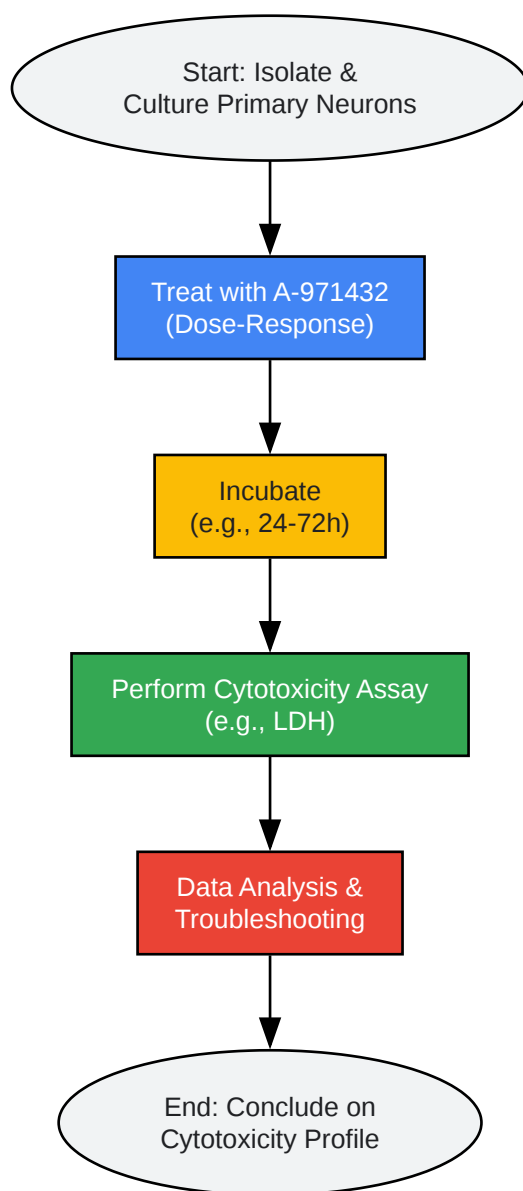 Start: Isolate &
Culture Primary Neurons
Treat with A-971432
(Dose-Response)
Incubate
(e.g., 24-72h)
Perform Cytotoxicity Assay
(e.g., LDH)
Data Analysis &
Troubleshooting
End: Conclude on
Cytotoxicity Profile